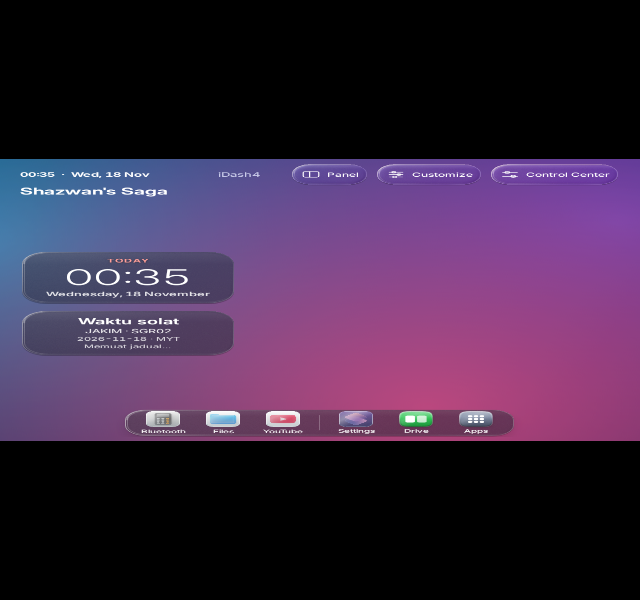 00:35 · Wed, 18 Nov
iDash4
Panel
Customize
Control Center
Shazwan's Saga
TODAY
00:35
Wednesday, 18 November
Waktu solat
JAKIM · SGR02
2026-11-18 · MYT
Memuat jadual...
Bluetooth
Files
YouTube
Settings
Drive
Apps